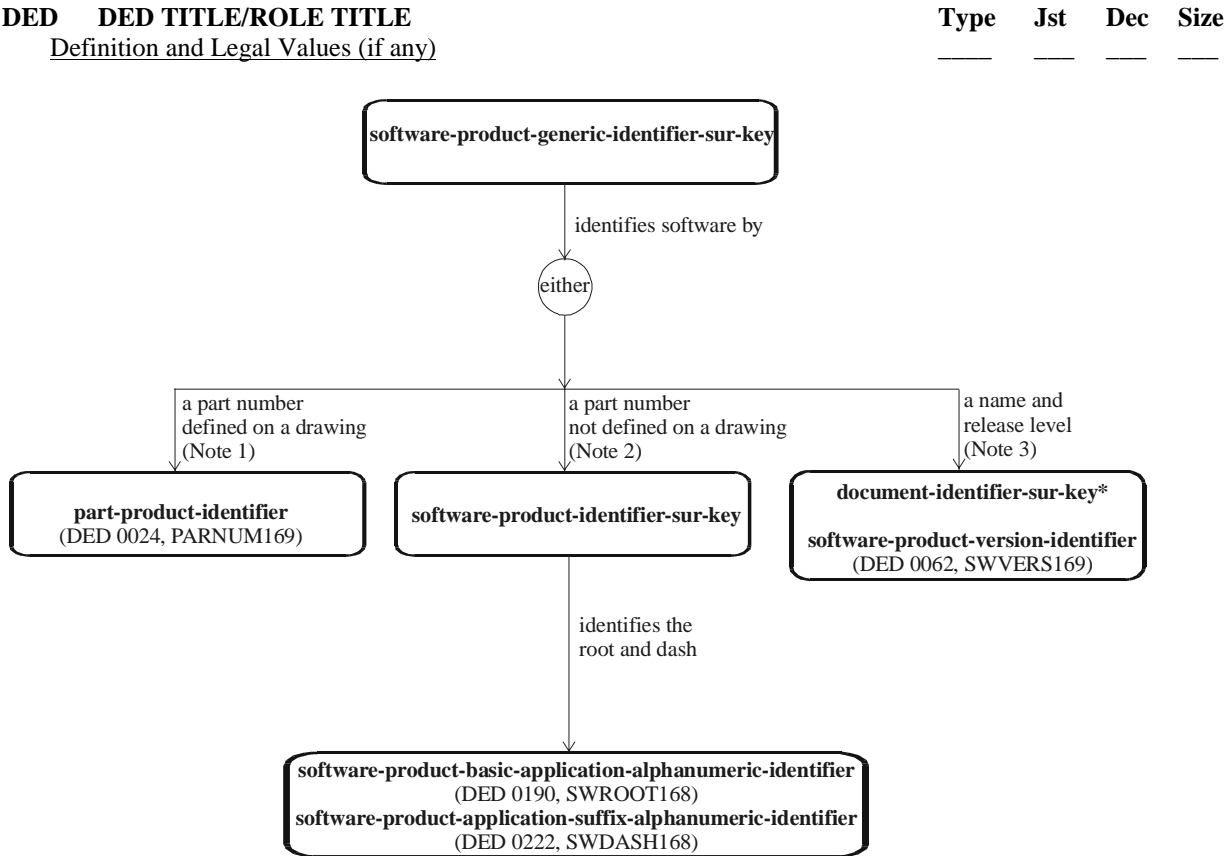 DED DED TITLE/ROLE TITLE Type Jst Dec Size
Definition and Legal Values (if any) ____ ___ ___ ___
software-product-generic-identifier-sur-key
identifies software by
either
a part number
defined on a drawing
(Note 1)
a part number
not defined on a drawing
(Note 2)
a name and
release level
(Note 3)
part-product-identifier
(DED 0024, PARNUM169)
software-product-identifier-sur-key
document-identifier-sur-key*
software-product-version-identifier
(DED 0062, SWVERS169)
identifies the
root and dash
software-product-basic-application-alphanumeric-identifier
(DED 0190, SWROOT168)
software-product-application-suffix-alphanumeric-identifier
(DED 0222, SWDASH168)